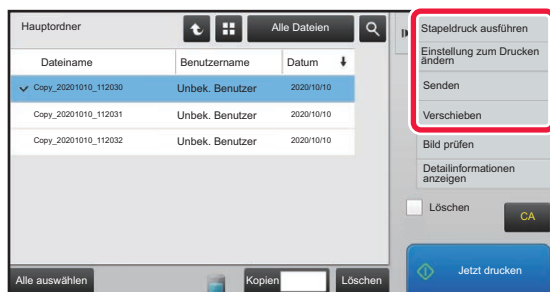 Hauptordner
Alle Dateien
Dateiname Benutzername Datum
Copy_20201010_112030 Unbek. Benutzer 2020/10/10
Copy_20201010_112031 Unbek. Benutzer 2020/10/10
Copy_20201010_112032 Unbek. Benutzer 2020/10/10
Alle auswählen
Kopien
Löschen
Stapeldruck ausführen
Einstellung zum Drucken
ändern
Senden
Verschieben
Bild prüfen
Detailinformationen
anzeigen
Löschen
CA
Jetzt drucken